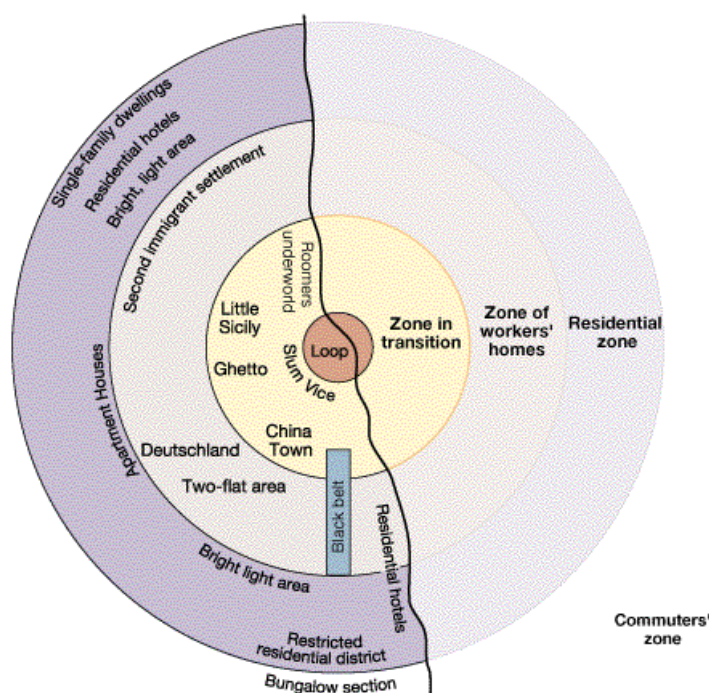 Single-family dwellings
Residential hotels
Bright, light area
Second immigrant settlement
Roomers
underworld
Little
Sicily
Ghetto
Slum Vice
Loop
Zone in
transition
Zone of
workers'
homes
Residential
zone
Apartment Houses
Deutschland
China
Town
Two-flat area
Black belt
Residential hotels
Bright light area
Restricted
residential district
Bungalow section
Commuters'
zone